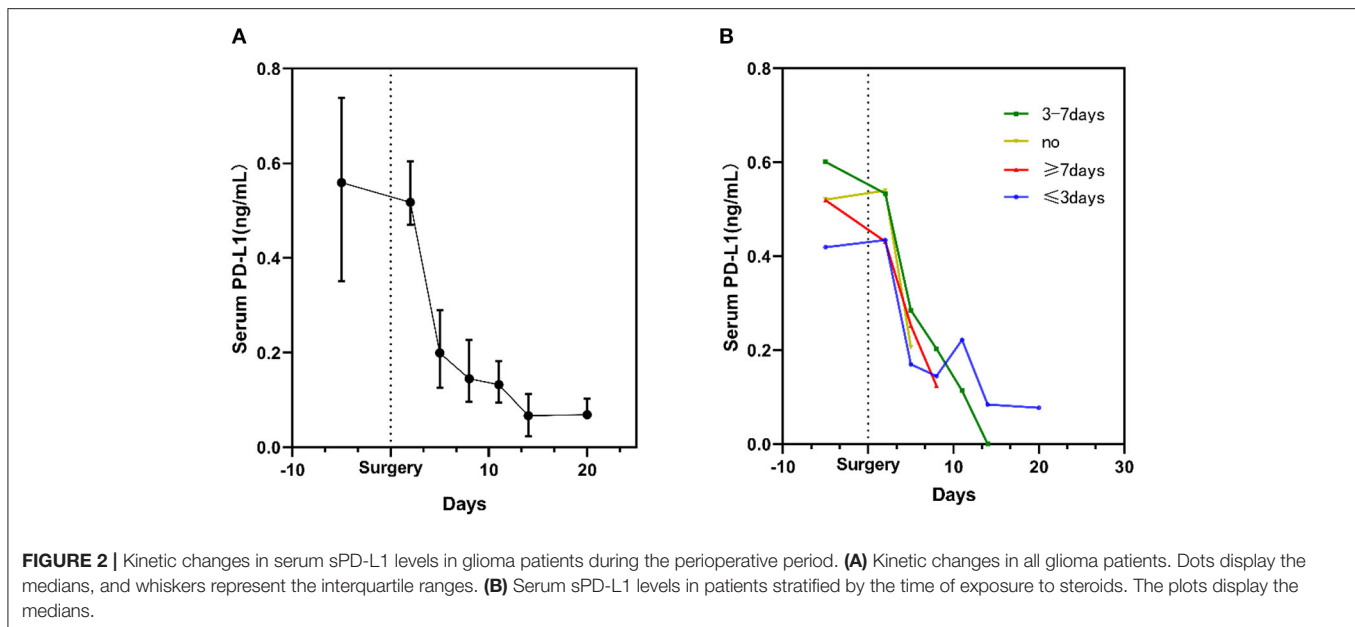 A
0.8
0.6
0.4
0.2
0.0
Serum PD-L1(ng/mL)
-10
Surgery
10
20
Days
B
0.8
0.6
0.4
0.2
0.0
Serum PD-L1(ng/mL)
3-7days
no
≥7days
≤3days
-10
Surgery
10
20
30
Days
FIGURE 2 | Kinetic changes in serum sPD-L1 levels in glioma patients during the perioperative period. (A) Kinetic changes in all glioma patients. Dots display the
medians, and whiskers represent the interquartile ranges. (B) Serum sPD-L1 levels in patients stratified by the time of exposure to steroids. The plots display the
medians.